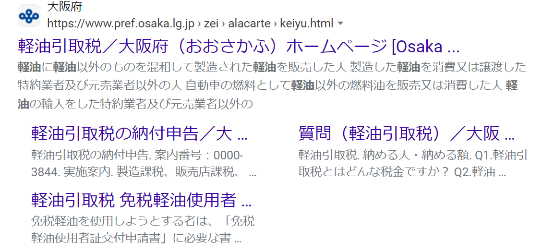 大阪府
https://www.pref.osaka.lg.jp › zei › alacarte › keiyu.html
軽油引取税／大阪府（おおさかふ）ホームページ [Osaka ...
軽油に軽油以外のものを混和して製造された軽油を販売した人 製造した軽油を消費又は譲渡した
特約業者及び元売業者以外の人 自動車の燃料として軽油以外の燃料油を販売又は消費した人 軽
油の輸入をした特約業者及び元売業者以外の
軽油引取税の納付申告／大 ...
軽油引取税の納付申告. 案内番号：0000-
3844. 実施案内. 製造課税、販売店課税、 ...
質問（軽油引取税）／大阪 ...
軽油引取税. 納める人・納める額. Q1.軽油引
取税とはどんな税金ですか？ Q2.軽油 ...
軽油引取税 免税軽油使用者 ...
免税軽油を使用しようとする者は、「免税
軽油使用者証交付申請書」に必要な書 ...